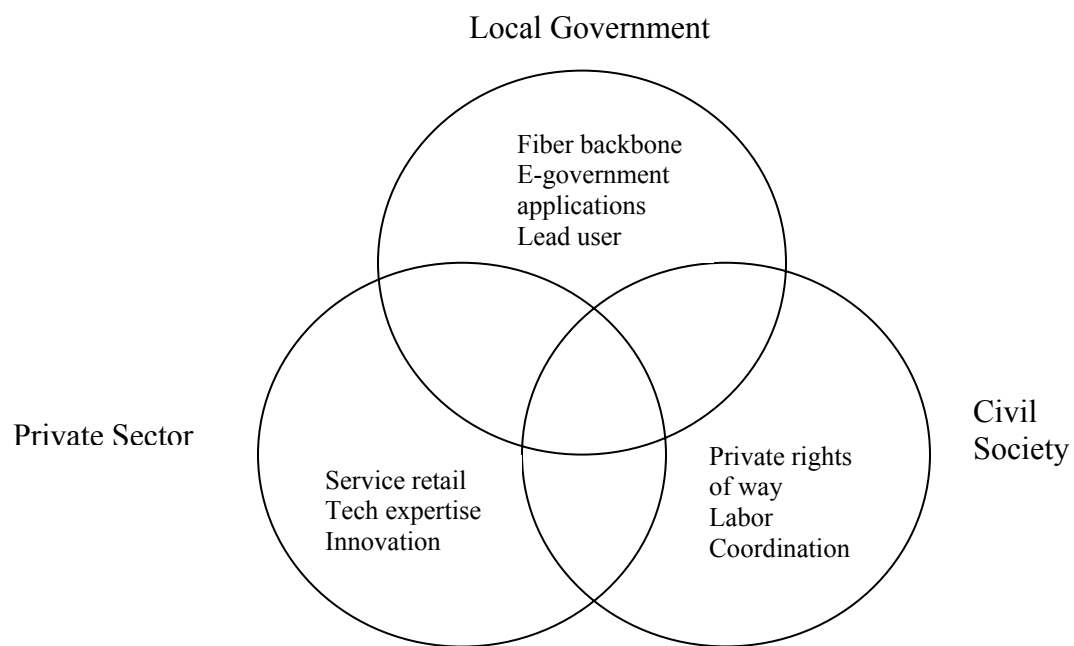 Local Government
Fiber backbone
E-government
applications
Lead user
Private Sector
Service retail
Tech expertise
Innovation
Civil
Society
Private rights
of way
Labor
Coordination